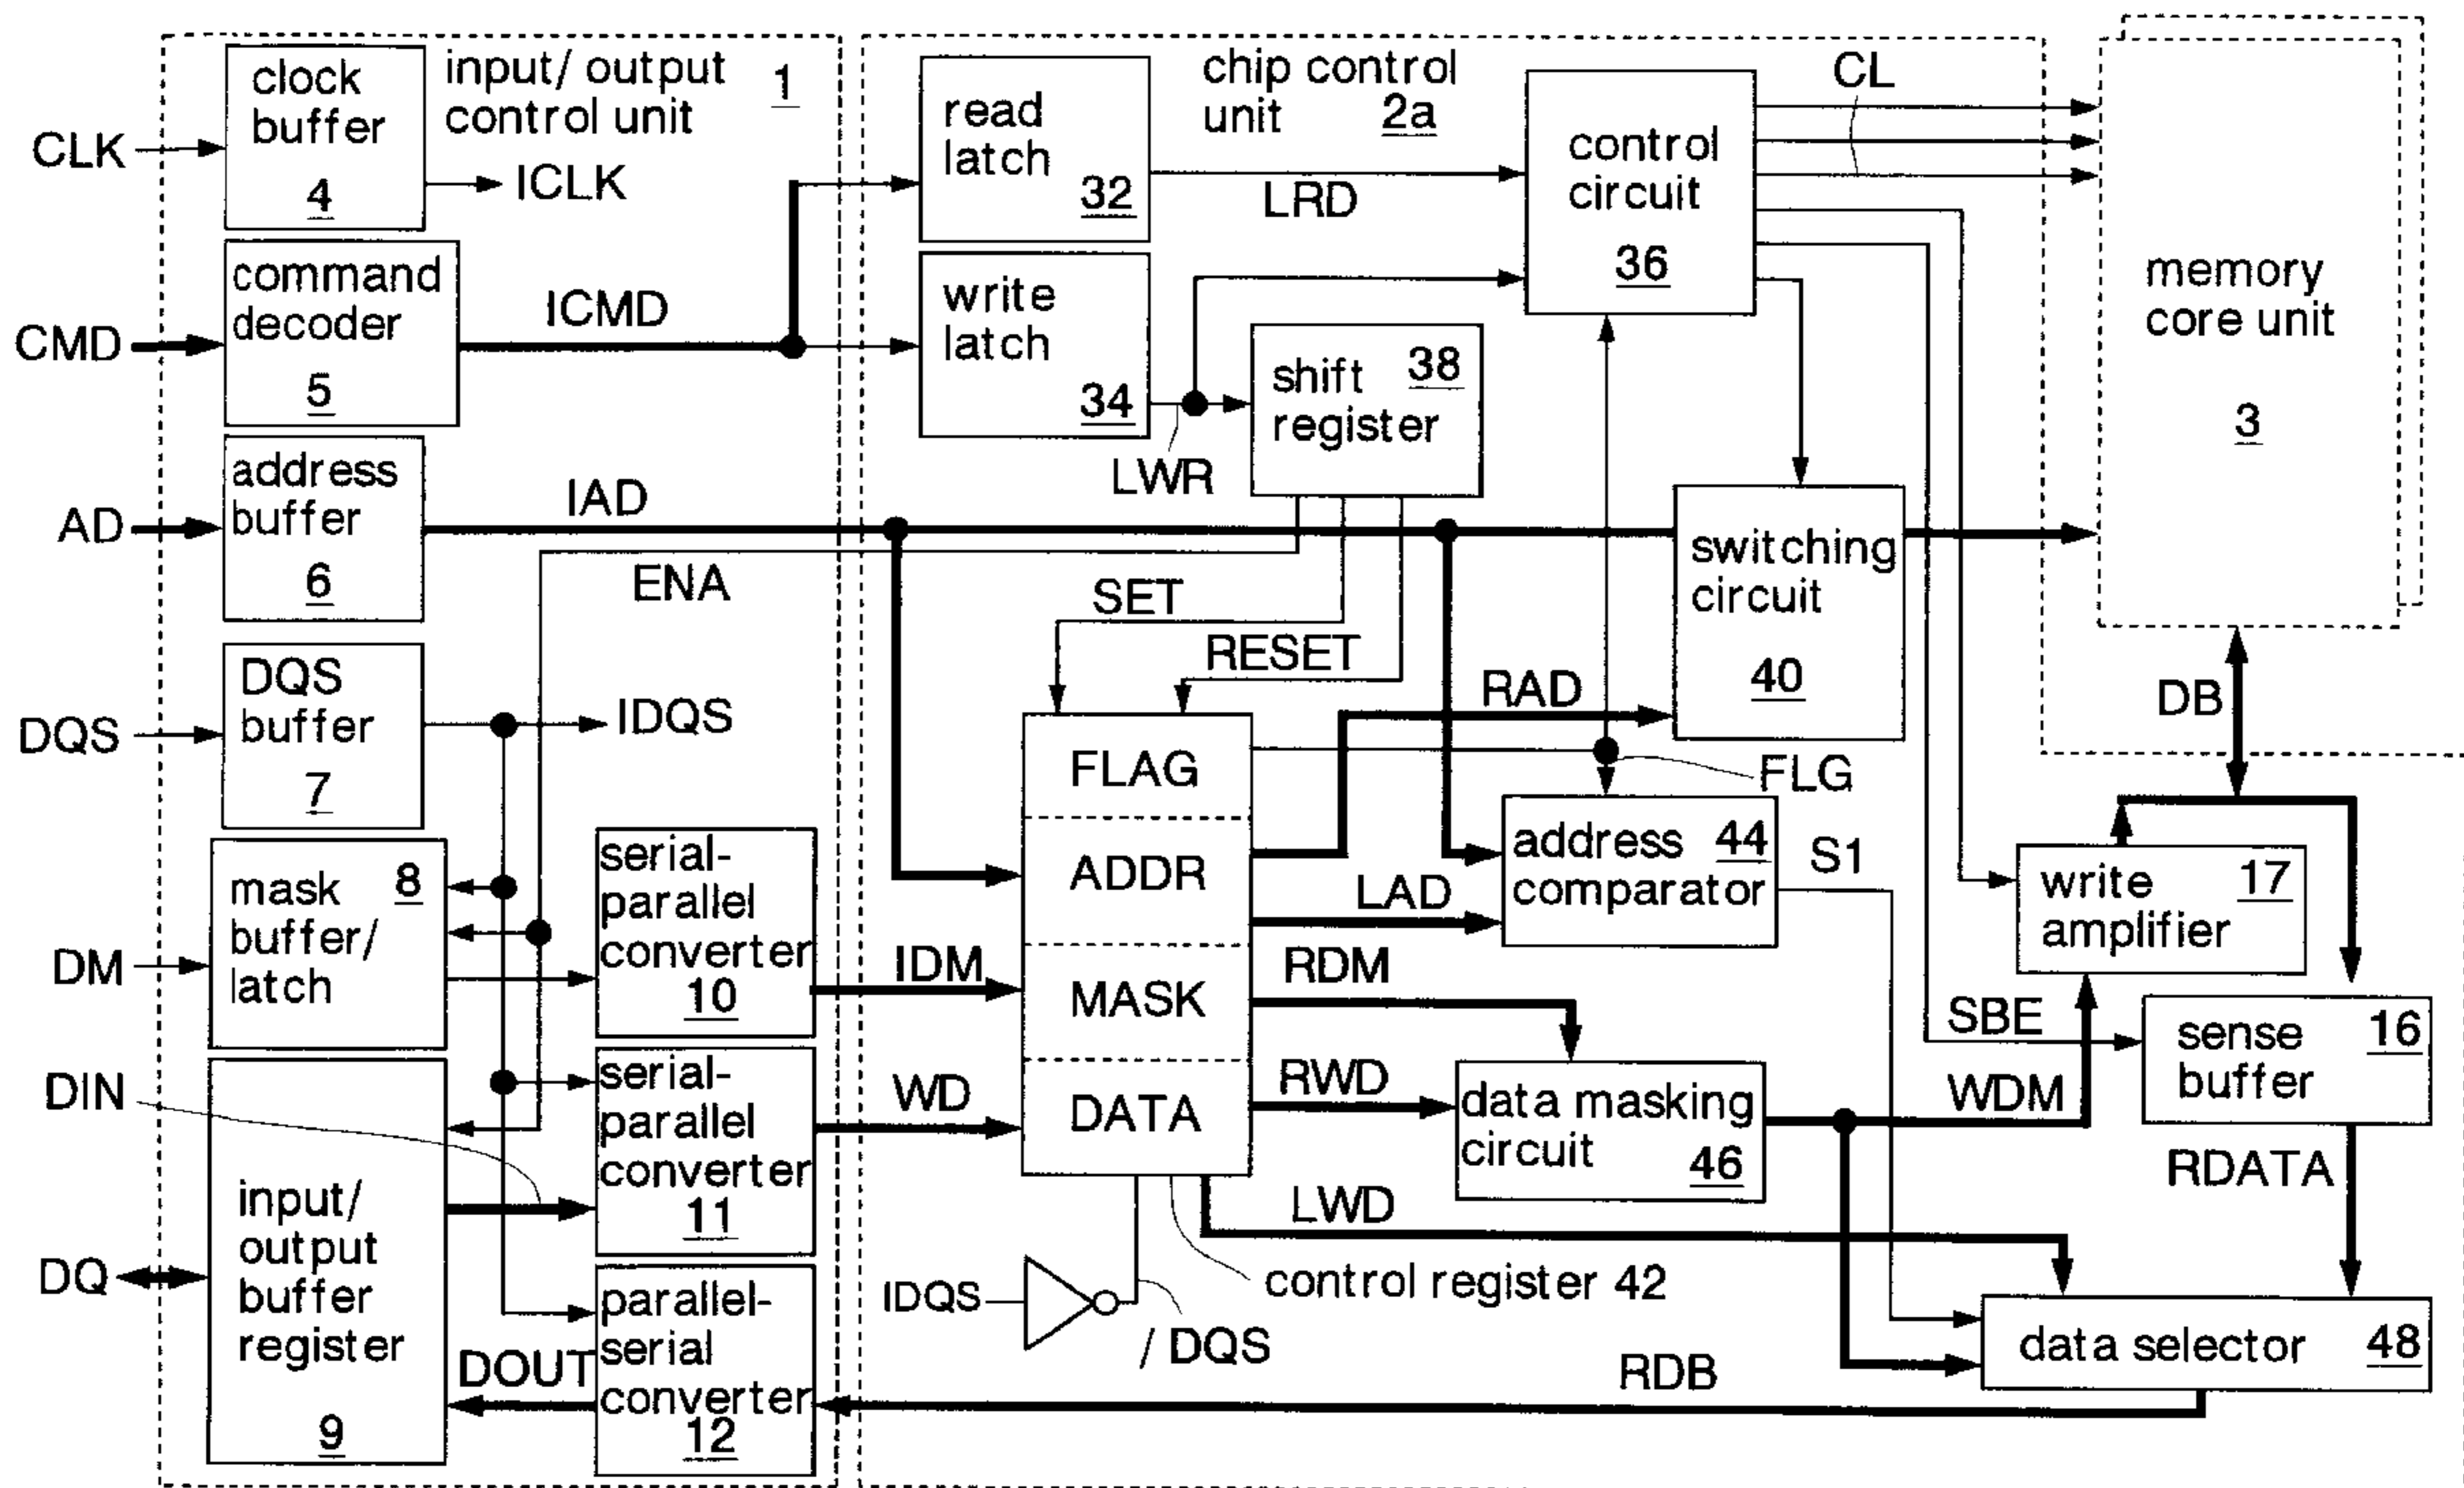 clock
buffer
4
input/ output
control unit
1
CLK
ICLK
command
decoder
5
CMD
ICMD
address
buffer
6
AD
IAD
ENA
DQS
buffer
7
DQS
IDQS
mask
buffer/
latch
8
DM
serial-
parallel
converter
10
IDM
DIN
serial-
parallel
converter
11
WD
input/
output
buffer
register
9
DQ
DOUT
parallel-
serial
converter
12
chip control
unit
2a
read
latch
32
LRD
write
latch
34
LWR
shift
register
38
control
circuit
36
CL
memory
core unit
3
SET
RESET
RAD
switching
circuit
40
DB
FLAG
ADDR
MASK
DATA
FLG
address
comparator
44
S1
LAD
RDM
RWD
write
amplifier
17
SBE
sense
buffer
16
data masking
circuit
46
WDM
RDATA
LWD
control register 42
IDQS
/ DQS
RDB
data selector
48